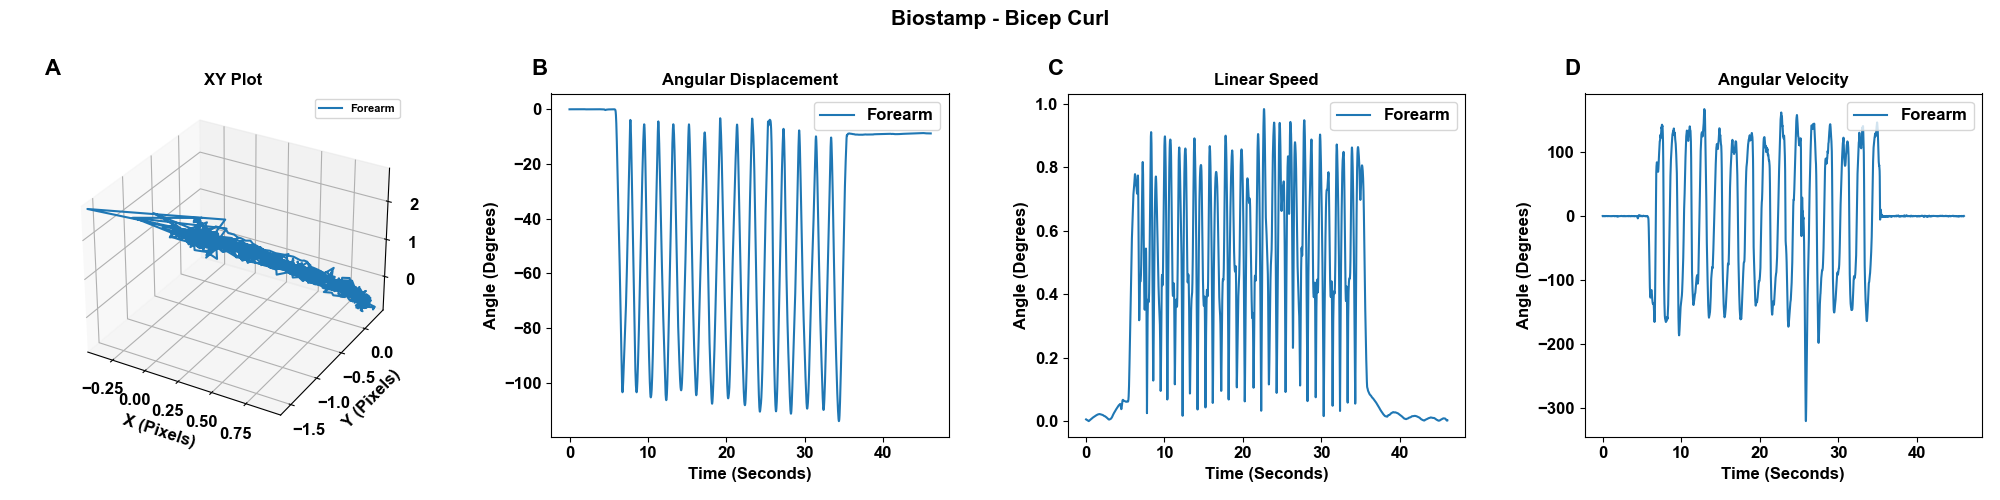 Biostamp - Bicep Curl
A
XY Plot
Forearm
2
1
0
0.0
−0.5
−1.0
−1.5
Y (Pixels)
−0.25
0.00
0.25
0.50
0.75
X (Pixels)
B
Angular Displacement
Forearm
0
−20
−40
−60
−80
−100
Angle (Degrees)
0 10 20 30 40
Time (Seconds)
C
Linear Speed
Forearm
1.0
0.8
0.6
0.4
0.2
0.0
Angle (Degrees)
0 10 20 30 40
Time (Seconds)
D
Angular Velocity
Forearm
100
0
−100
−200
−300
Angle (Degrees)
0 10 20 30 40
Time (Seconds)